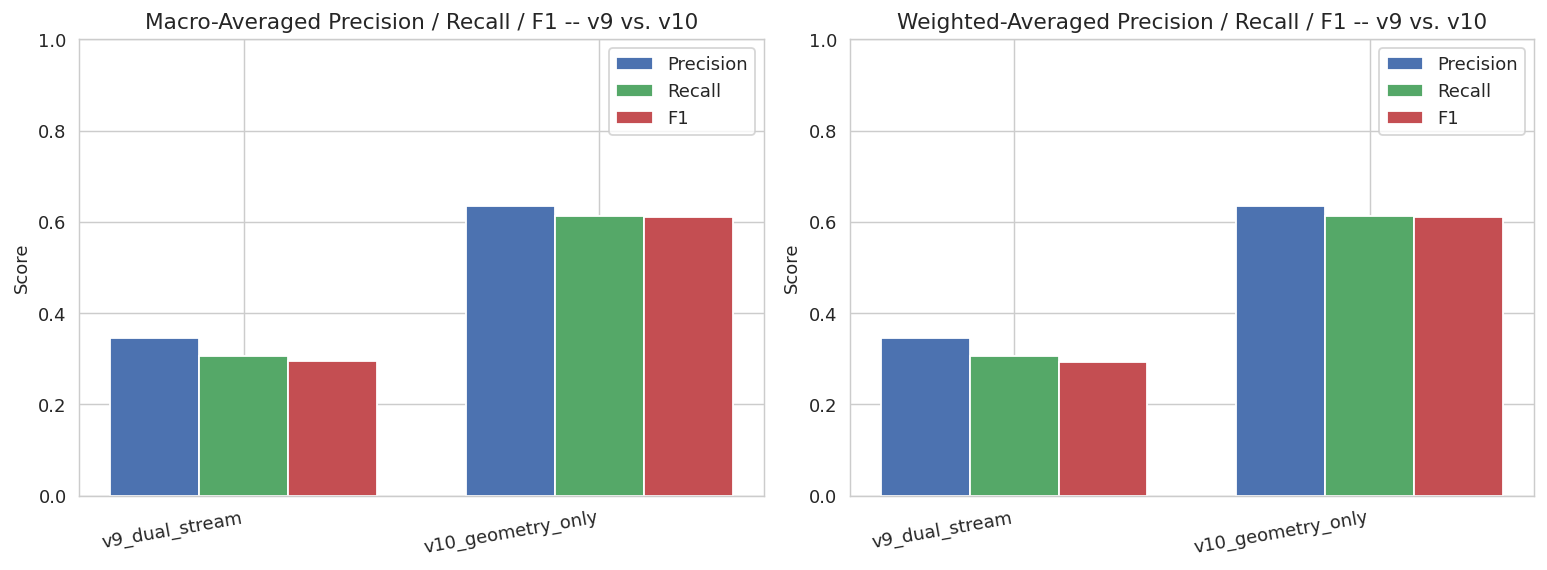 Macro-Averaged Precision / Recall / F1 -- v9 vs. v10
1.0
0.8
0.6
0.4
0.2
0.0
Score
Precision
Recall
F1
v9_dual_stream
v10_geometry_only
Weighted-Averaged Precision / Recall / F1 -- v9 vs. v10
1.0
0.8
0.6
0.4
0.2
0.0
Score
Precision
Recall
F1
v9_dual_stream
v10_geometry_only